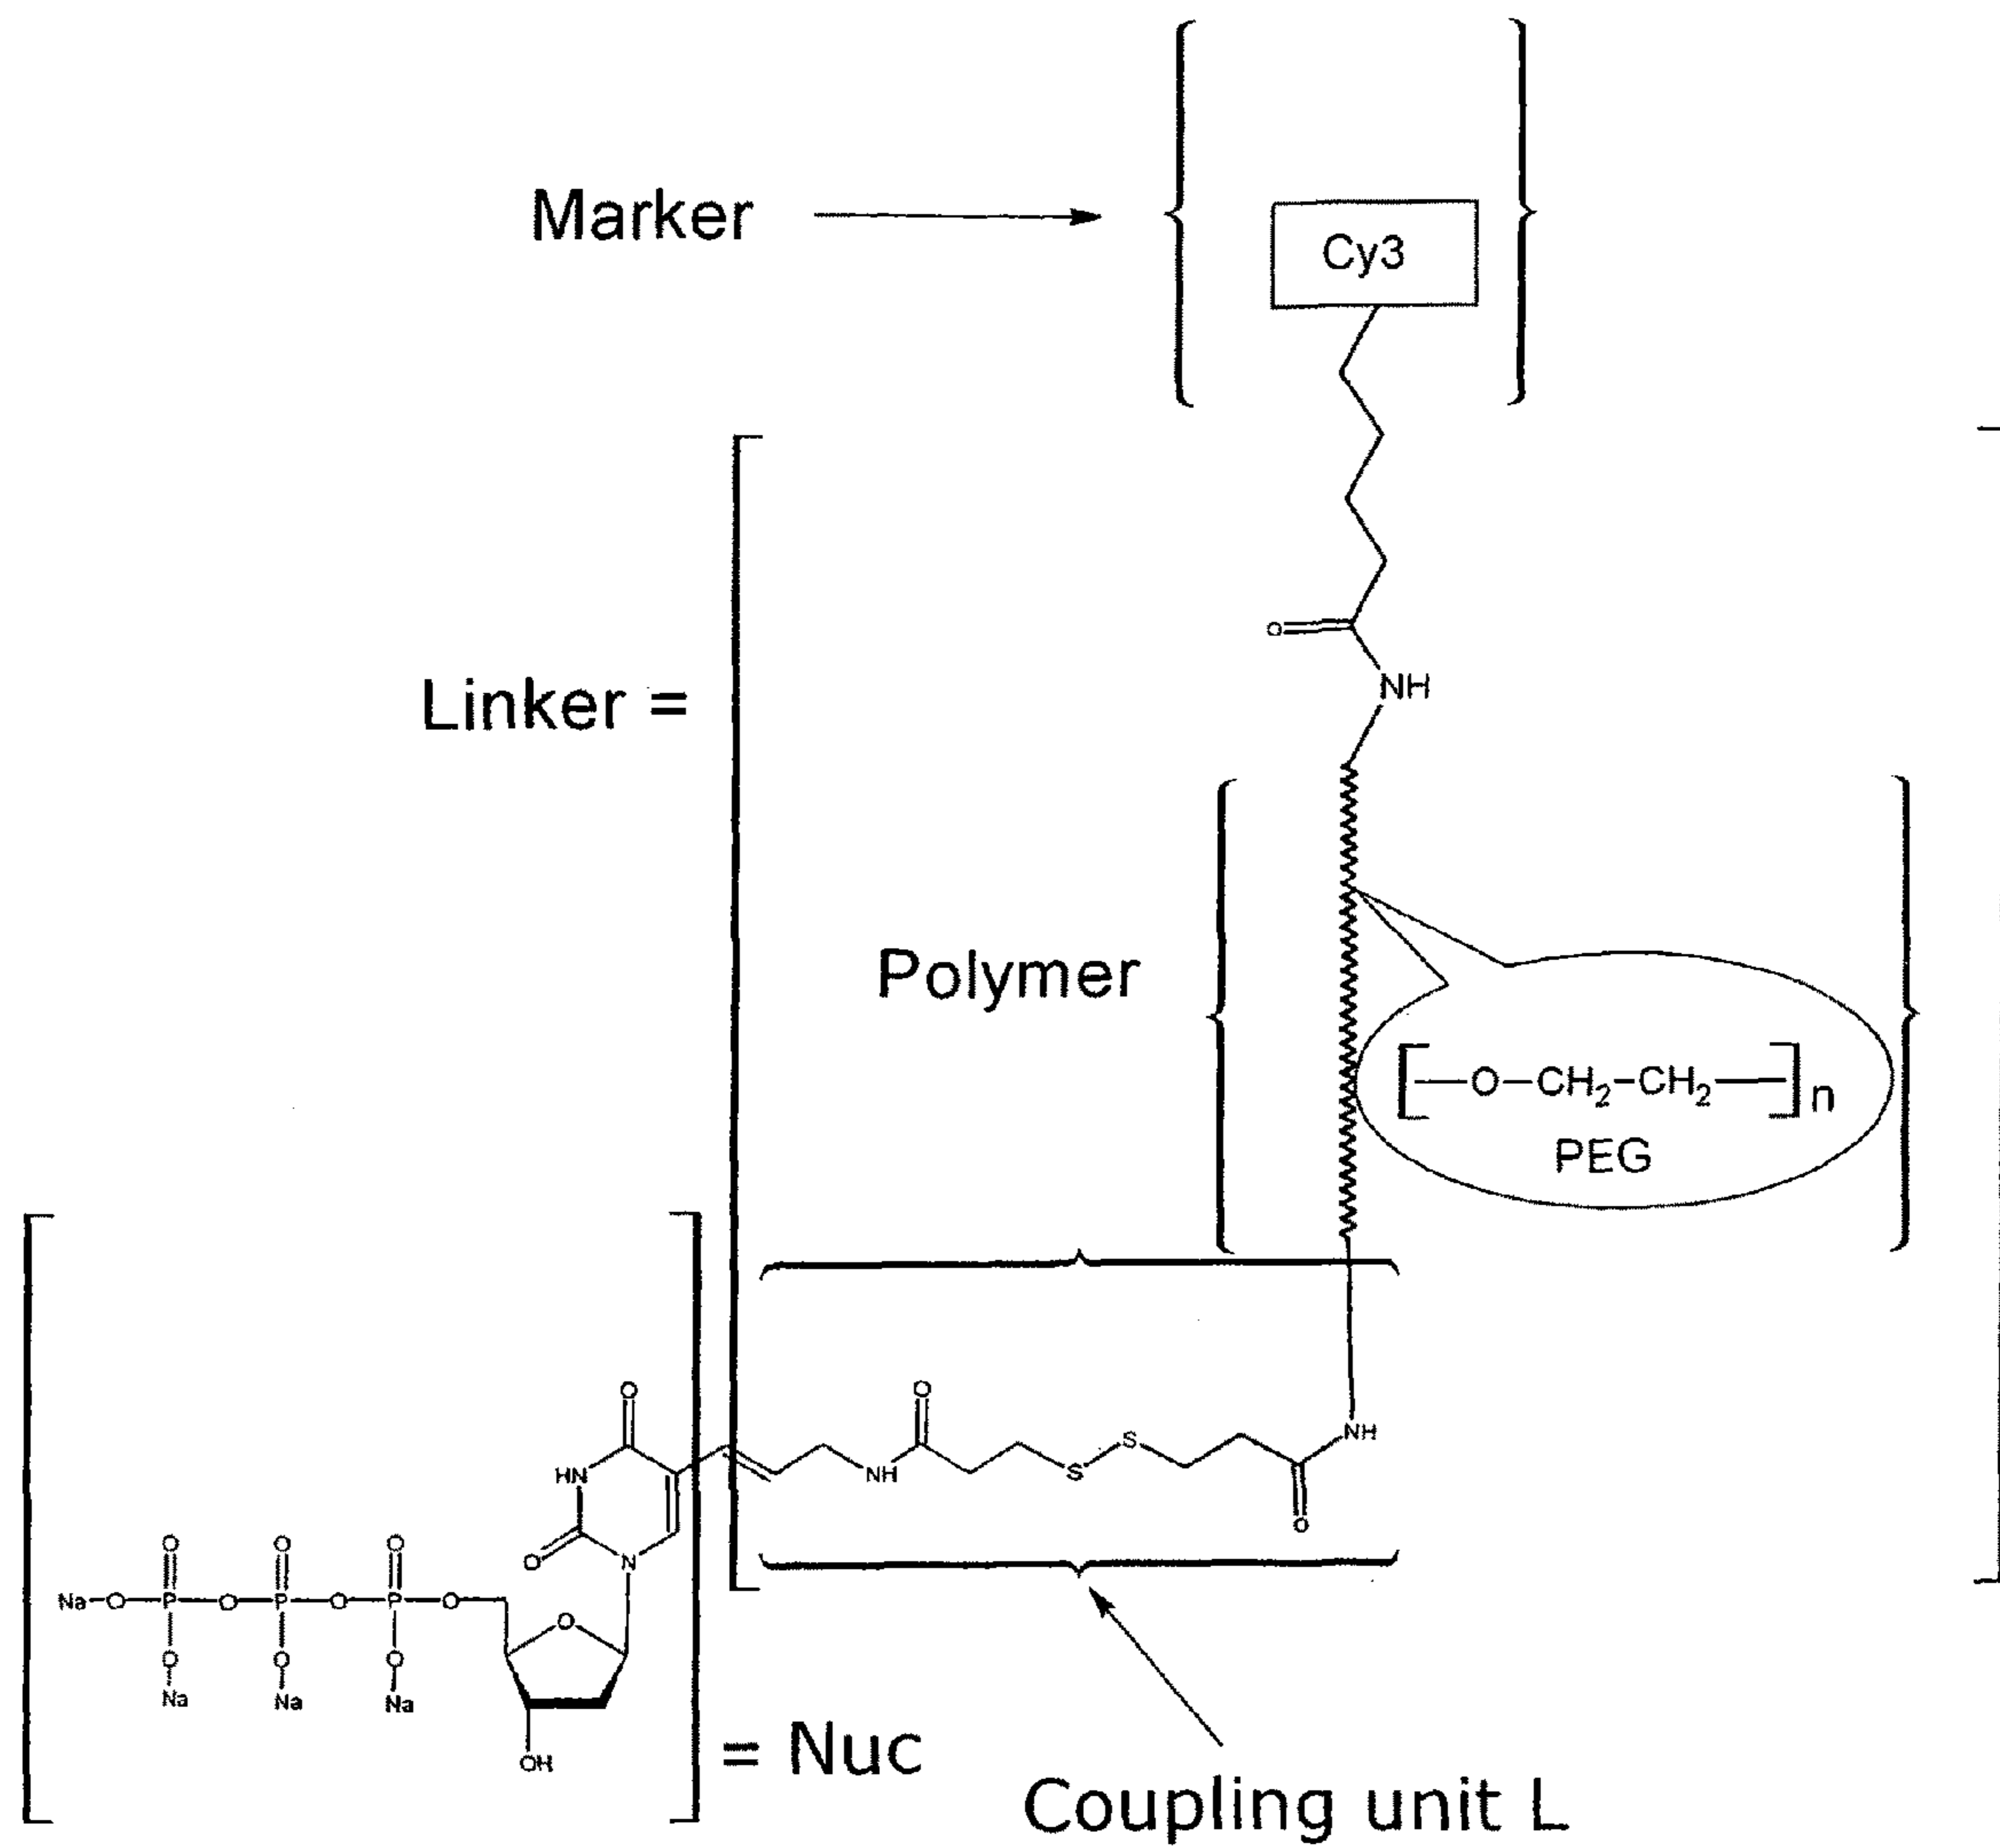 Marker
Cy3
O
NH
Linker =
Polymer
[—O—CH2—CH2—]n
PEG
O
O
NH
HN
NH
S
S
O
O
N
O
O
O
O
Na—O—P—O—P—O—P—O
O
O
O
O
Na
Na
Na
OH
= Nuc
Coupling unit L